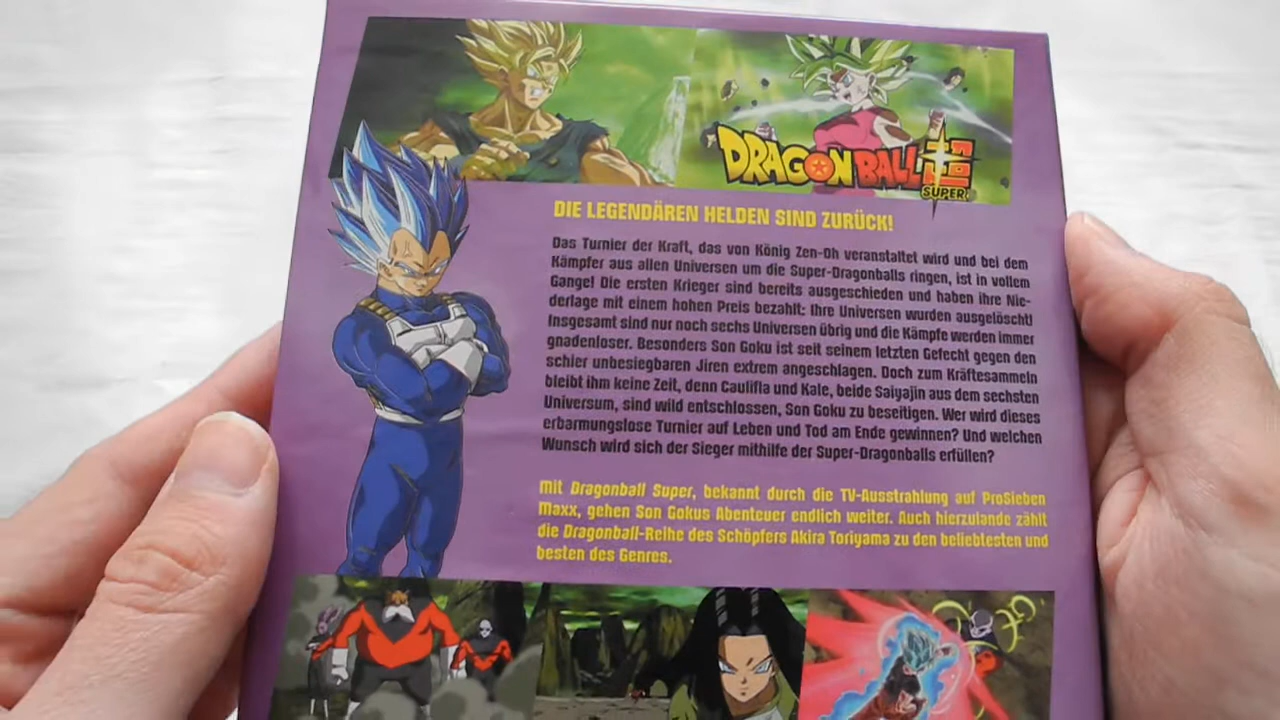 DRAGON BALL
SUPER
DIE LEGENDÄREN HELDEN SIND ZURÜCK!
Das Turnier der Kraft, das von König Zen-Oh veranstaltet wird und bei dem
Kämpfer aus allen Universen um die Super-Dragonballs ringen, ist in vollem
Gange! Die ersten Krieger sind bereits ausgeschieden und haben ihre Nie-
derlage mit einem hohen Preis bezahlt: Ihre Universen wurden ausgelöscht!
Insgesamt sind nur noch sechs Universen übrig und die Kämpfe werden immer
gnadenloser. Besonders Son Goku ist seit seinem letzten Gefecht gegen den
schier unbesiegbaren Jiren extrem angeschlagen. Doch zum Kräftesammeln
bleibt ihm keine Zeit, denn Caulifla und Kale, beide Saiyajin aus dem sechsten
Universum, sind wild entschlossen, Son Goku zu beseitigen. Wer wird dieses
erbarmungslose Turnier auf Leben und Tod am Ende gewinnen? Und welchen
Wunsch wird sich der Sieger mithilfe der Super-Dragonballs erfüllen?
Mit Dragonball Super, bekannt durch die TV-Ausstrahlung auf ProSieben
Maxx, gehen Son Gokus Abenteuer endlich weiter. Auch hierzulande zählt
die Dragonball-Reihe des Schöpfers Akira Toriyama zu den beliebtesten und
besten des Genres.